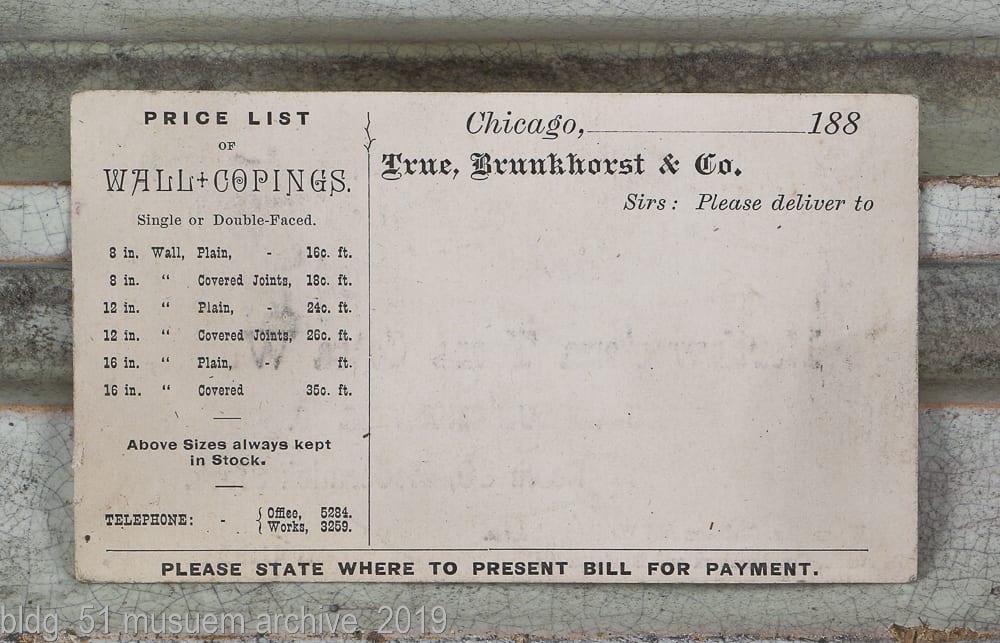 PRICE LIST
OF
WALL+COPINGS.
Single or Double-Faced.
8 in. Wall, Plain, - 16c. ft.
8 in. “ Covered Joints, 18c. ft.
12 in. “ Plain, - 24c. ft.
12 in. “ Covered Joints, 26c. ft.
16 in. “ Plain, - ft.
16 in. “ Covered 35c. ft.
Above Sizes always kept
in Stock.
TELEPHONE: - { Office, 5284.
{ Works, 3259.
Chicago, 188
True, Brunkhorst & Co.
Sirs: Please deliver to
PLEASE STATE WHERE TO PRESENT BILL FOR PAYMENT.
bldg 51 musuem archive 2019